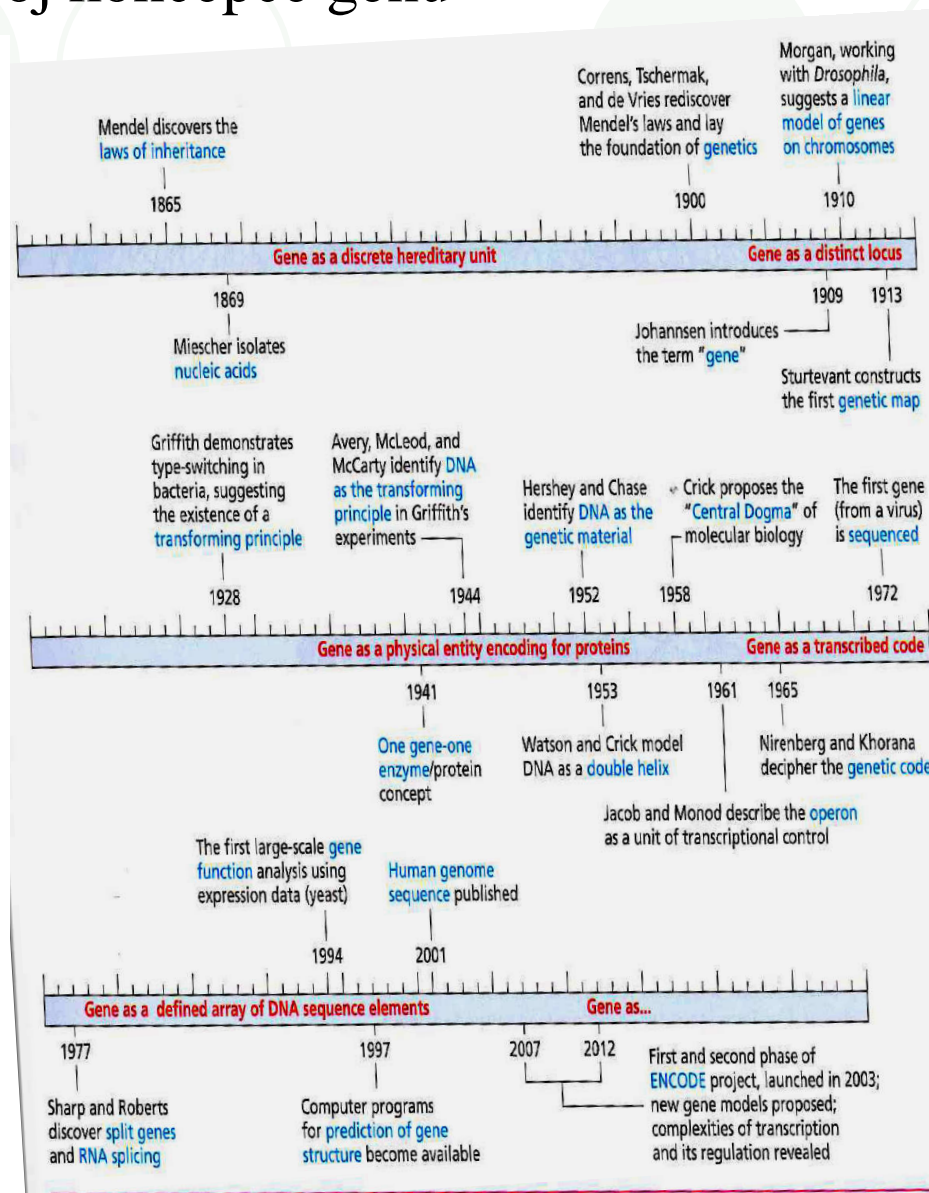 Mendel discovers the
laws of inheritance
1865
Correns, Tschermak,
and de Vries rediscover
Mendel's laws and lay
the foundation of genetics
1900
Morgan, working
with Drosophila,
suggests a linear
model of genes
on chromosomes
1910
Gene as a discrete hereditary unit
Gene as a distinct locus
1869
Miescher isolates
nucleic acids
1909
Johannsen introduces
the term "gene"
1913
Sturtevant constructs
the first genetic map
Griffith demonstrates
type-switching in
bacteria, suggesting
the existence of a
transforming principle
1928
Avery, McLeod, and
McCarty identify DNA
as the transforming
principle in Griffith's
experiments
1944
Hershey and Chase
identify DNA as the
genetic material
1952
Crick proposes the
"Central Dogma" of
molecular biology
1958
The first gene
(from a virus)
is sequenced
1972
Gene as a physical entity encoding for proteins
Gene as a transcribed code
1941
One gene-one
enzyme/protein
concept
1953
Watson and Crick model
DNA as a double helix
1961
Jacob and Monod describe the operon
as a unit of transcriptional control
1965
Nirenberg and Khorana
decipher the genetic code
The first large-scale gene
function analysis using
expression data (yeast)
1994
Human genome
sequence published
2001
Gene as a defined array of DNA sequence elements
Gene as...
1977
Sharp and Roberts
discover split genes
and RNA splicing
1997
Computer programs
for prediction of gene
structure become available
2007
2012
First and second phase of
ENCODE project, launched in 2003;
new gene models proposed;
complexities of transcription
and its regulation revealed